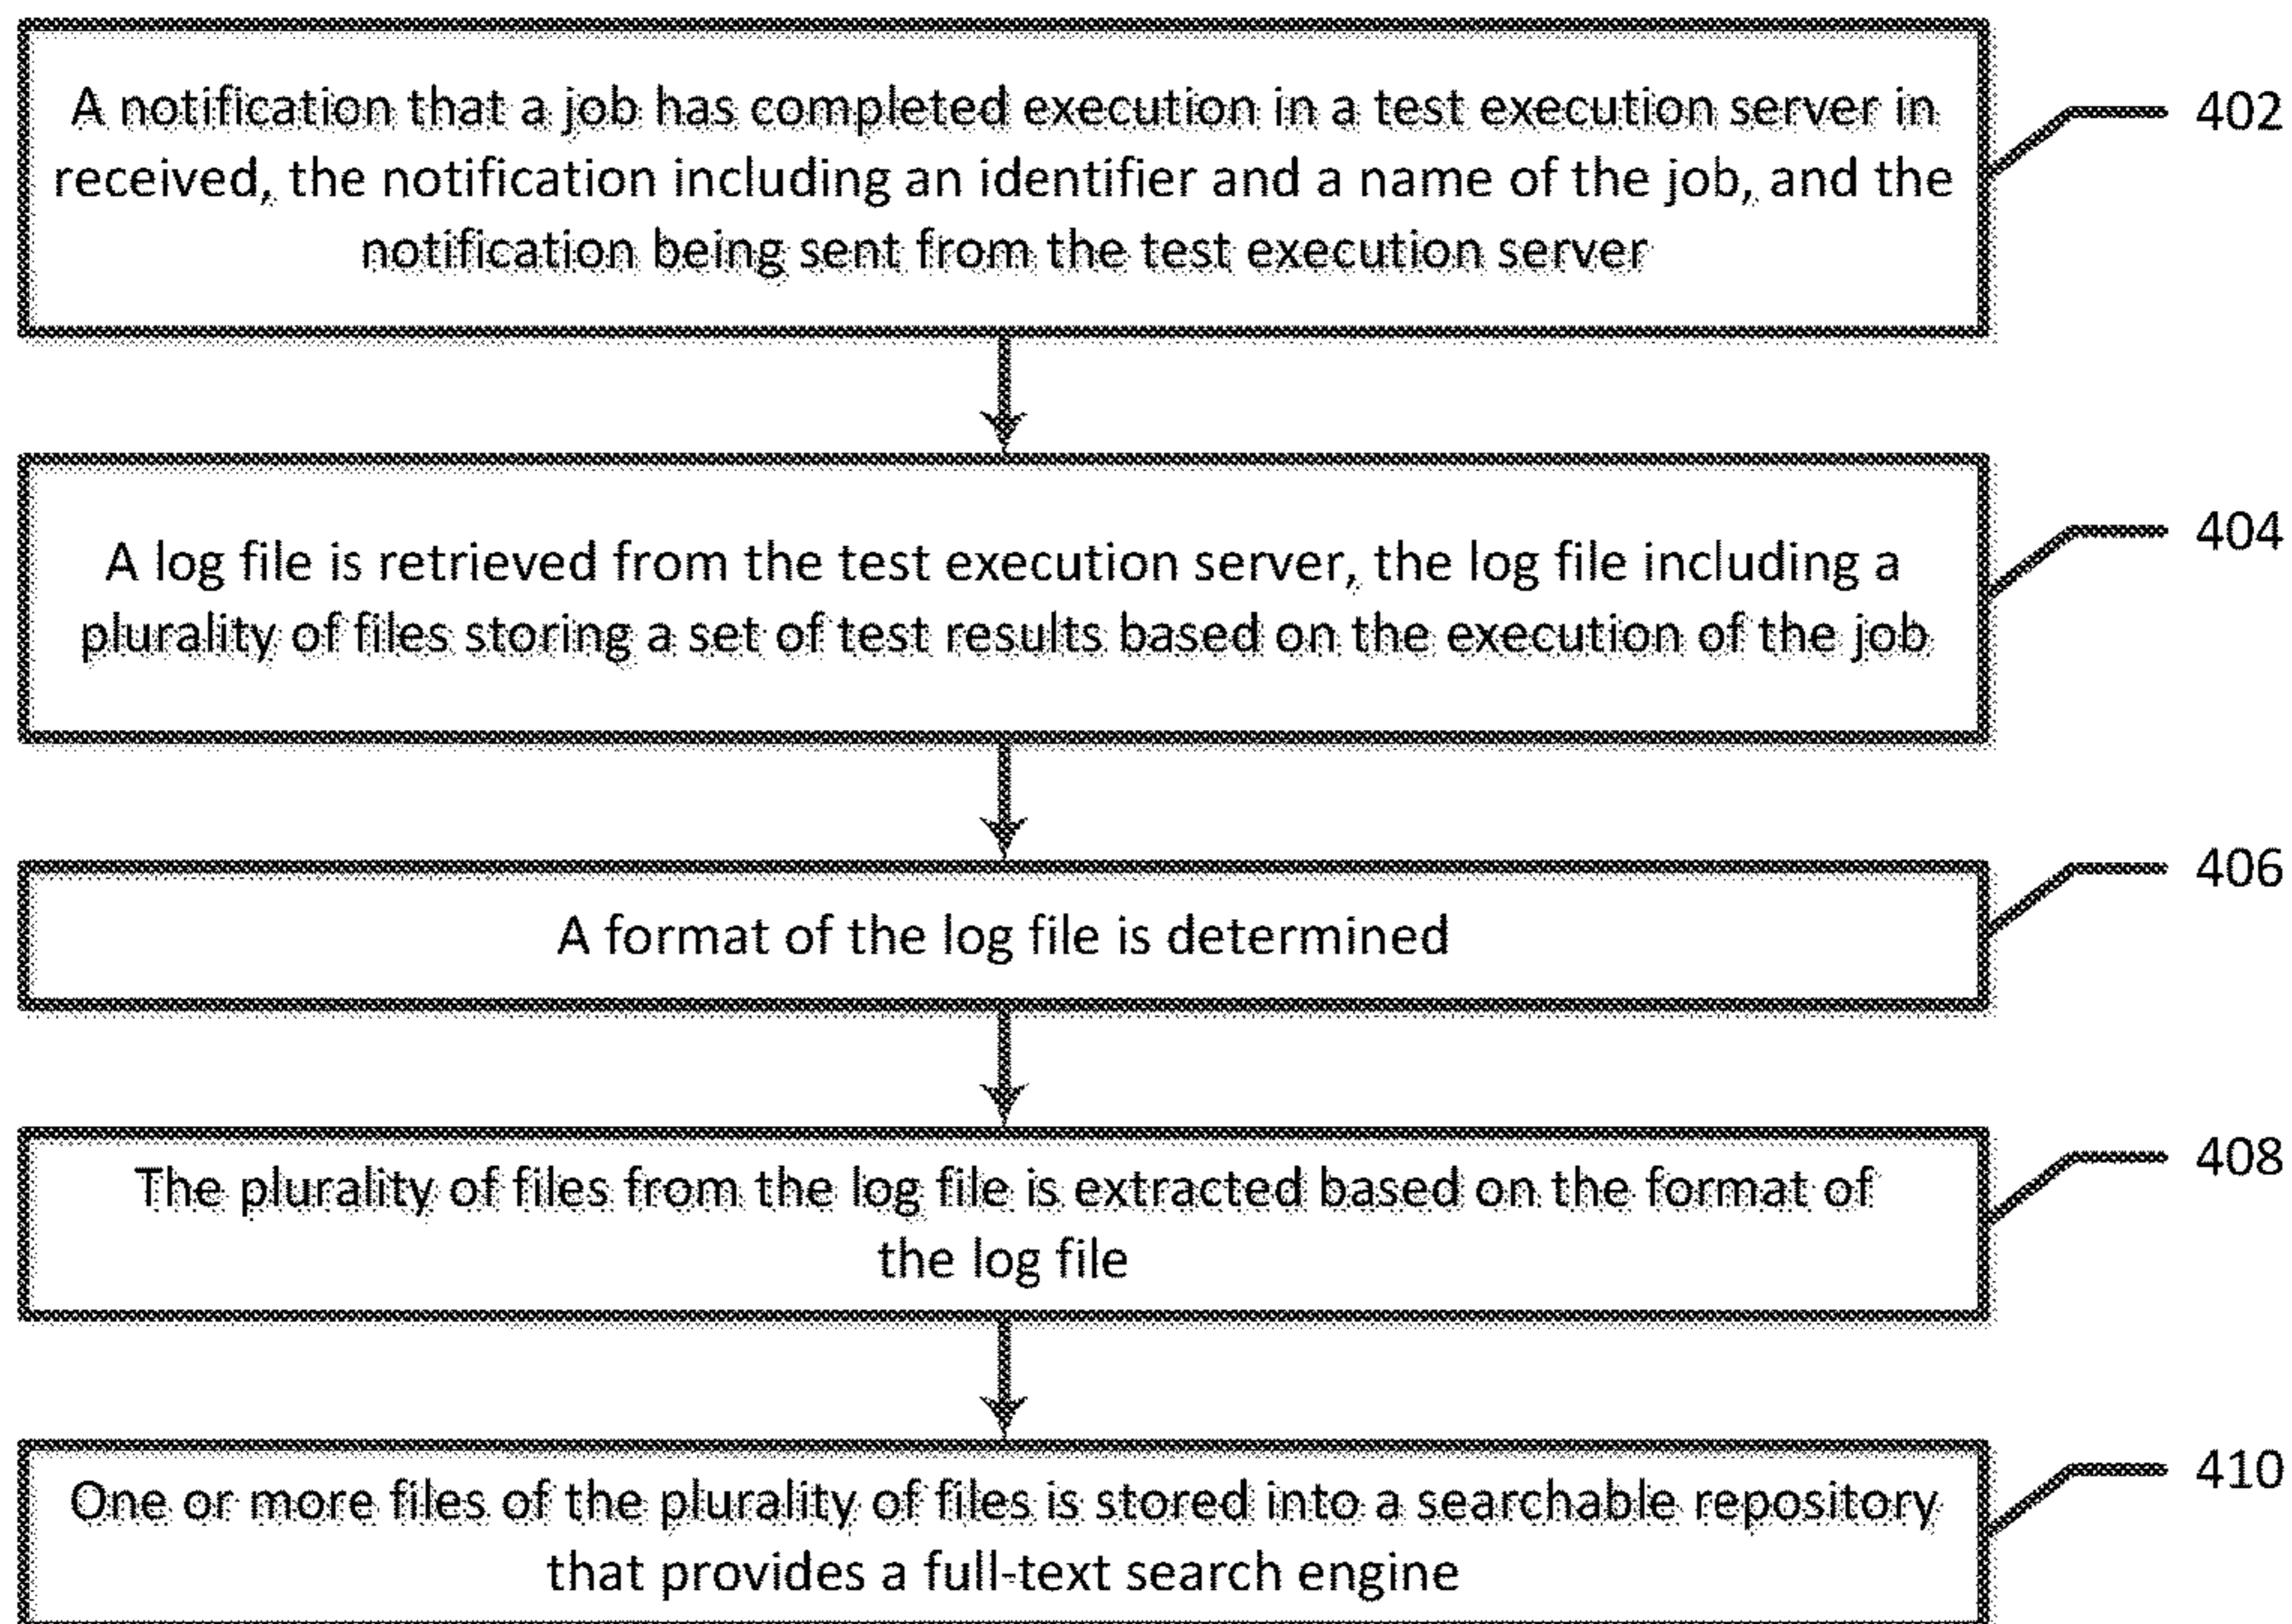 A notification that a job has completed execution in a test execution server in
received, the notification including an identifier and a name of the job, and the
notification being sent from the test execution server
402
A log file is retrieved from the test execution server, the log file including a
plurality of files storing a set of test results based on the execution of the job
404
A format of the log file is determined
406
The plurality of files from the log file is extracted based on the format of
the log file
408
One or more files of the plurality of files is stored into a searchable repository
that provides a full-text search engine
410